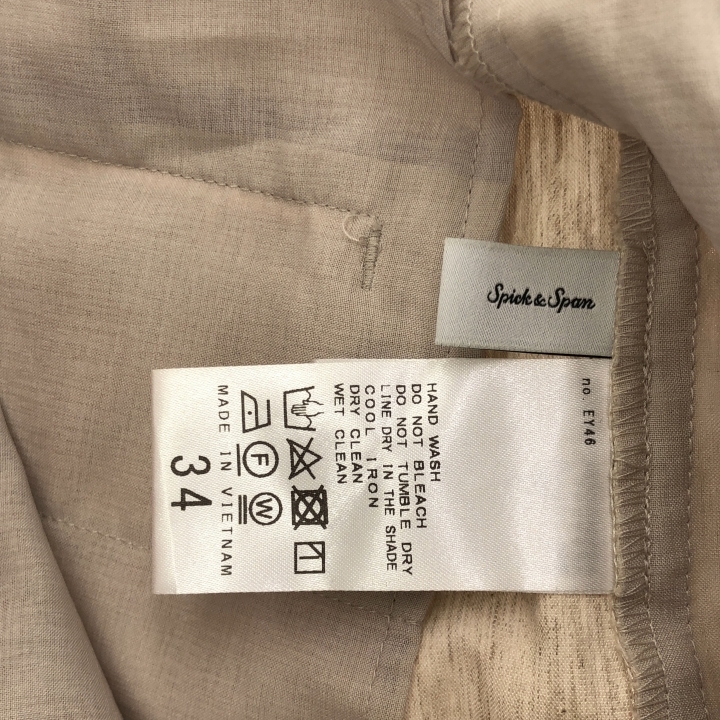 Spick & Span
no. EY46
HAND WASH
DO NOT BLEACH
DO NOT TUMBLE DRY
LINE DRY IN THE SHADE
COOL IRON
DRY CLEAN
WET CLEAN
F W
MADE IN VIETNAM
34